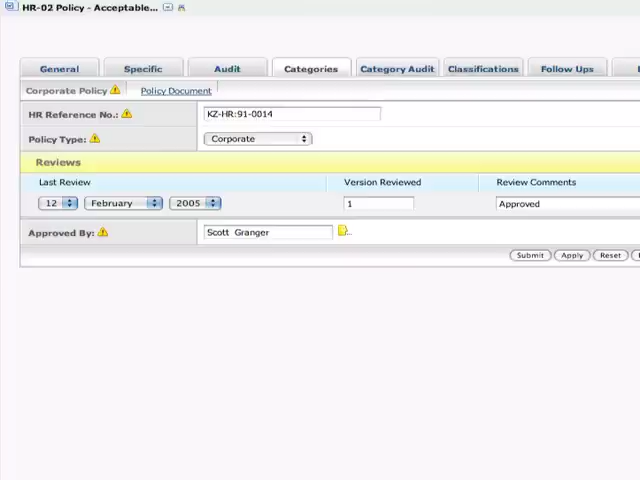 HR-02 Policy - Acceptable...
General Specific Audit Categories Category Audit Classifications Follow Ups
Corporate Policy Policy Document
HR Reference No.: KZ-HR:91-0014
Policy Type: Corporate
Reviews
Last Review Version Reviewed Review Comments
12 February 2005 1 Approved
Approved By: Scott Granger
Submit Apply Reset